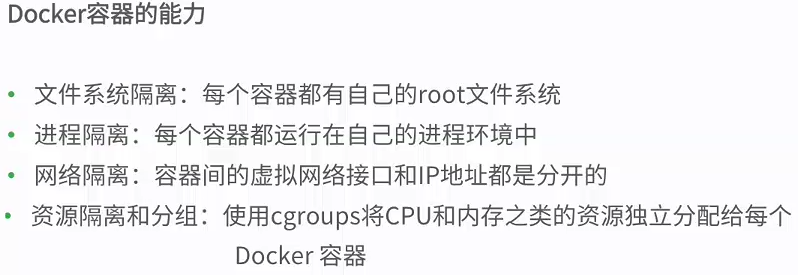 Docker容器的能力
• 文件系统隔离：每个容器都有自己的root文件系统
• 进程隔离：每个容器都运行在自己的进程环境中
• 网络隔离：容器间的虚拟网络接口和IP地址都是分开的
• 资源隔离和分组：使用cgroups将CPU和内存之类的资源独立分配给每个
Docker 容器